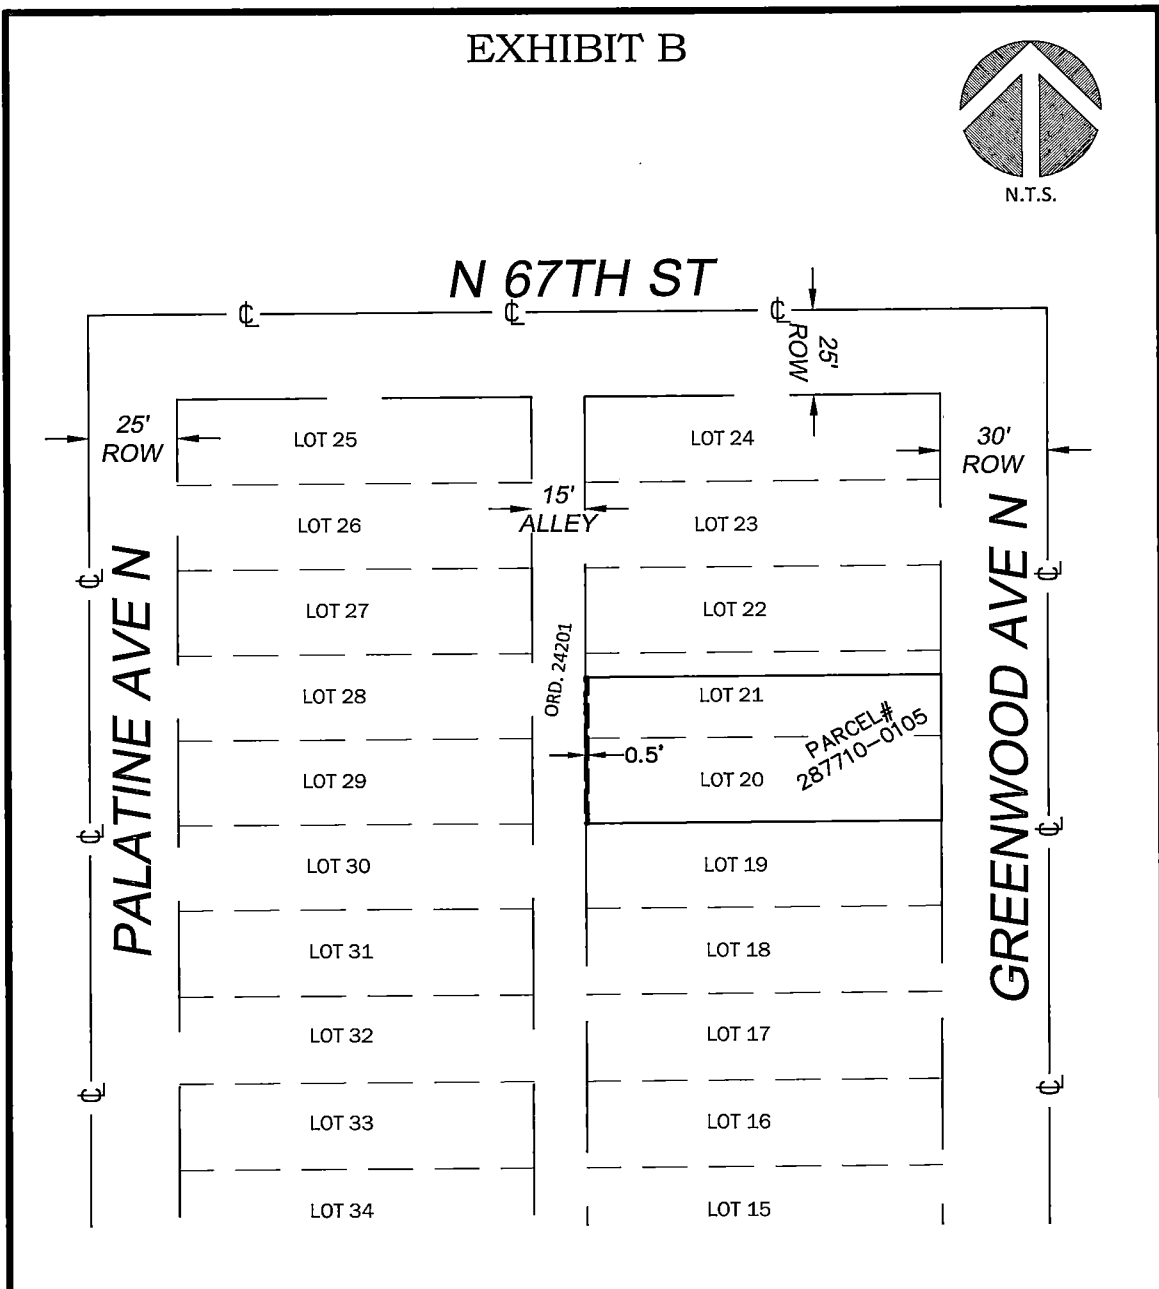 EXHIBIT B
N.T.S.
N 67TH ST
℄
℄
℄
25'
ROW
25'
ROW
30'
ROW
LOT 25
LOT 24
15'
ALLEY
LOT 26
LOT 23
LOT 27
LOT 22
ORD. 24201
LOT 28
LOT 21
PARCEL#
287710-0105
0.5'
LOT 29
LOT 20
LOT 30
LOT 19
LOT 31
LOT 18
LOT 32
LOT 17
LOT 33
LOT 16
LOT 34
LOT 15
PALATINE AVE N
℄
℄
℄
GREENWOOD AVE N
℄
℄
℄